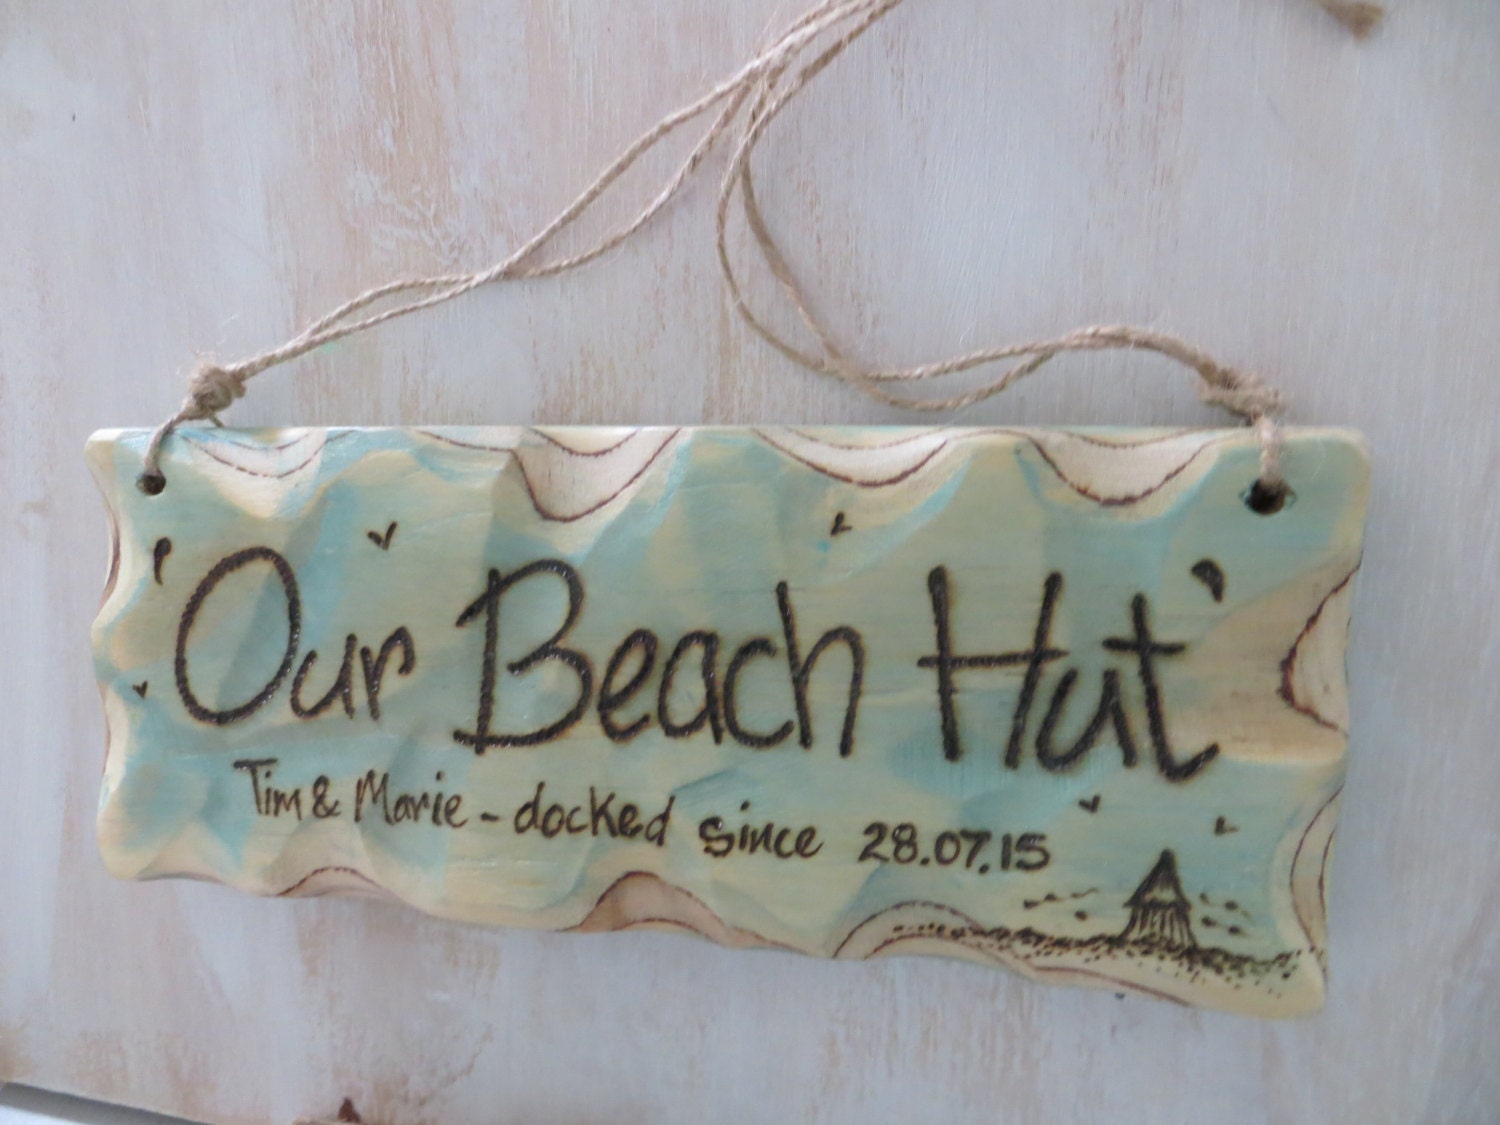 'Our Beach Hut'
Tim & Marie - docked since 28.07.15